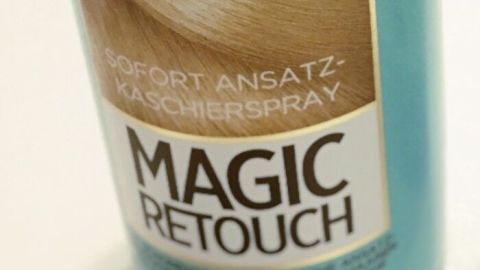 SOFORT ANSATZ-
KASCHIERSPRAY
MAGIC
RETOUCH